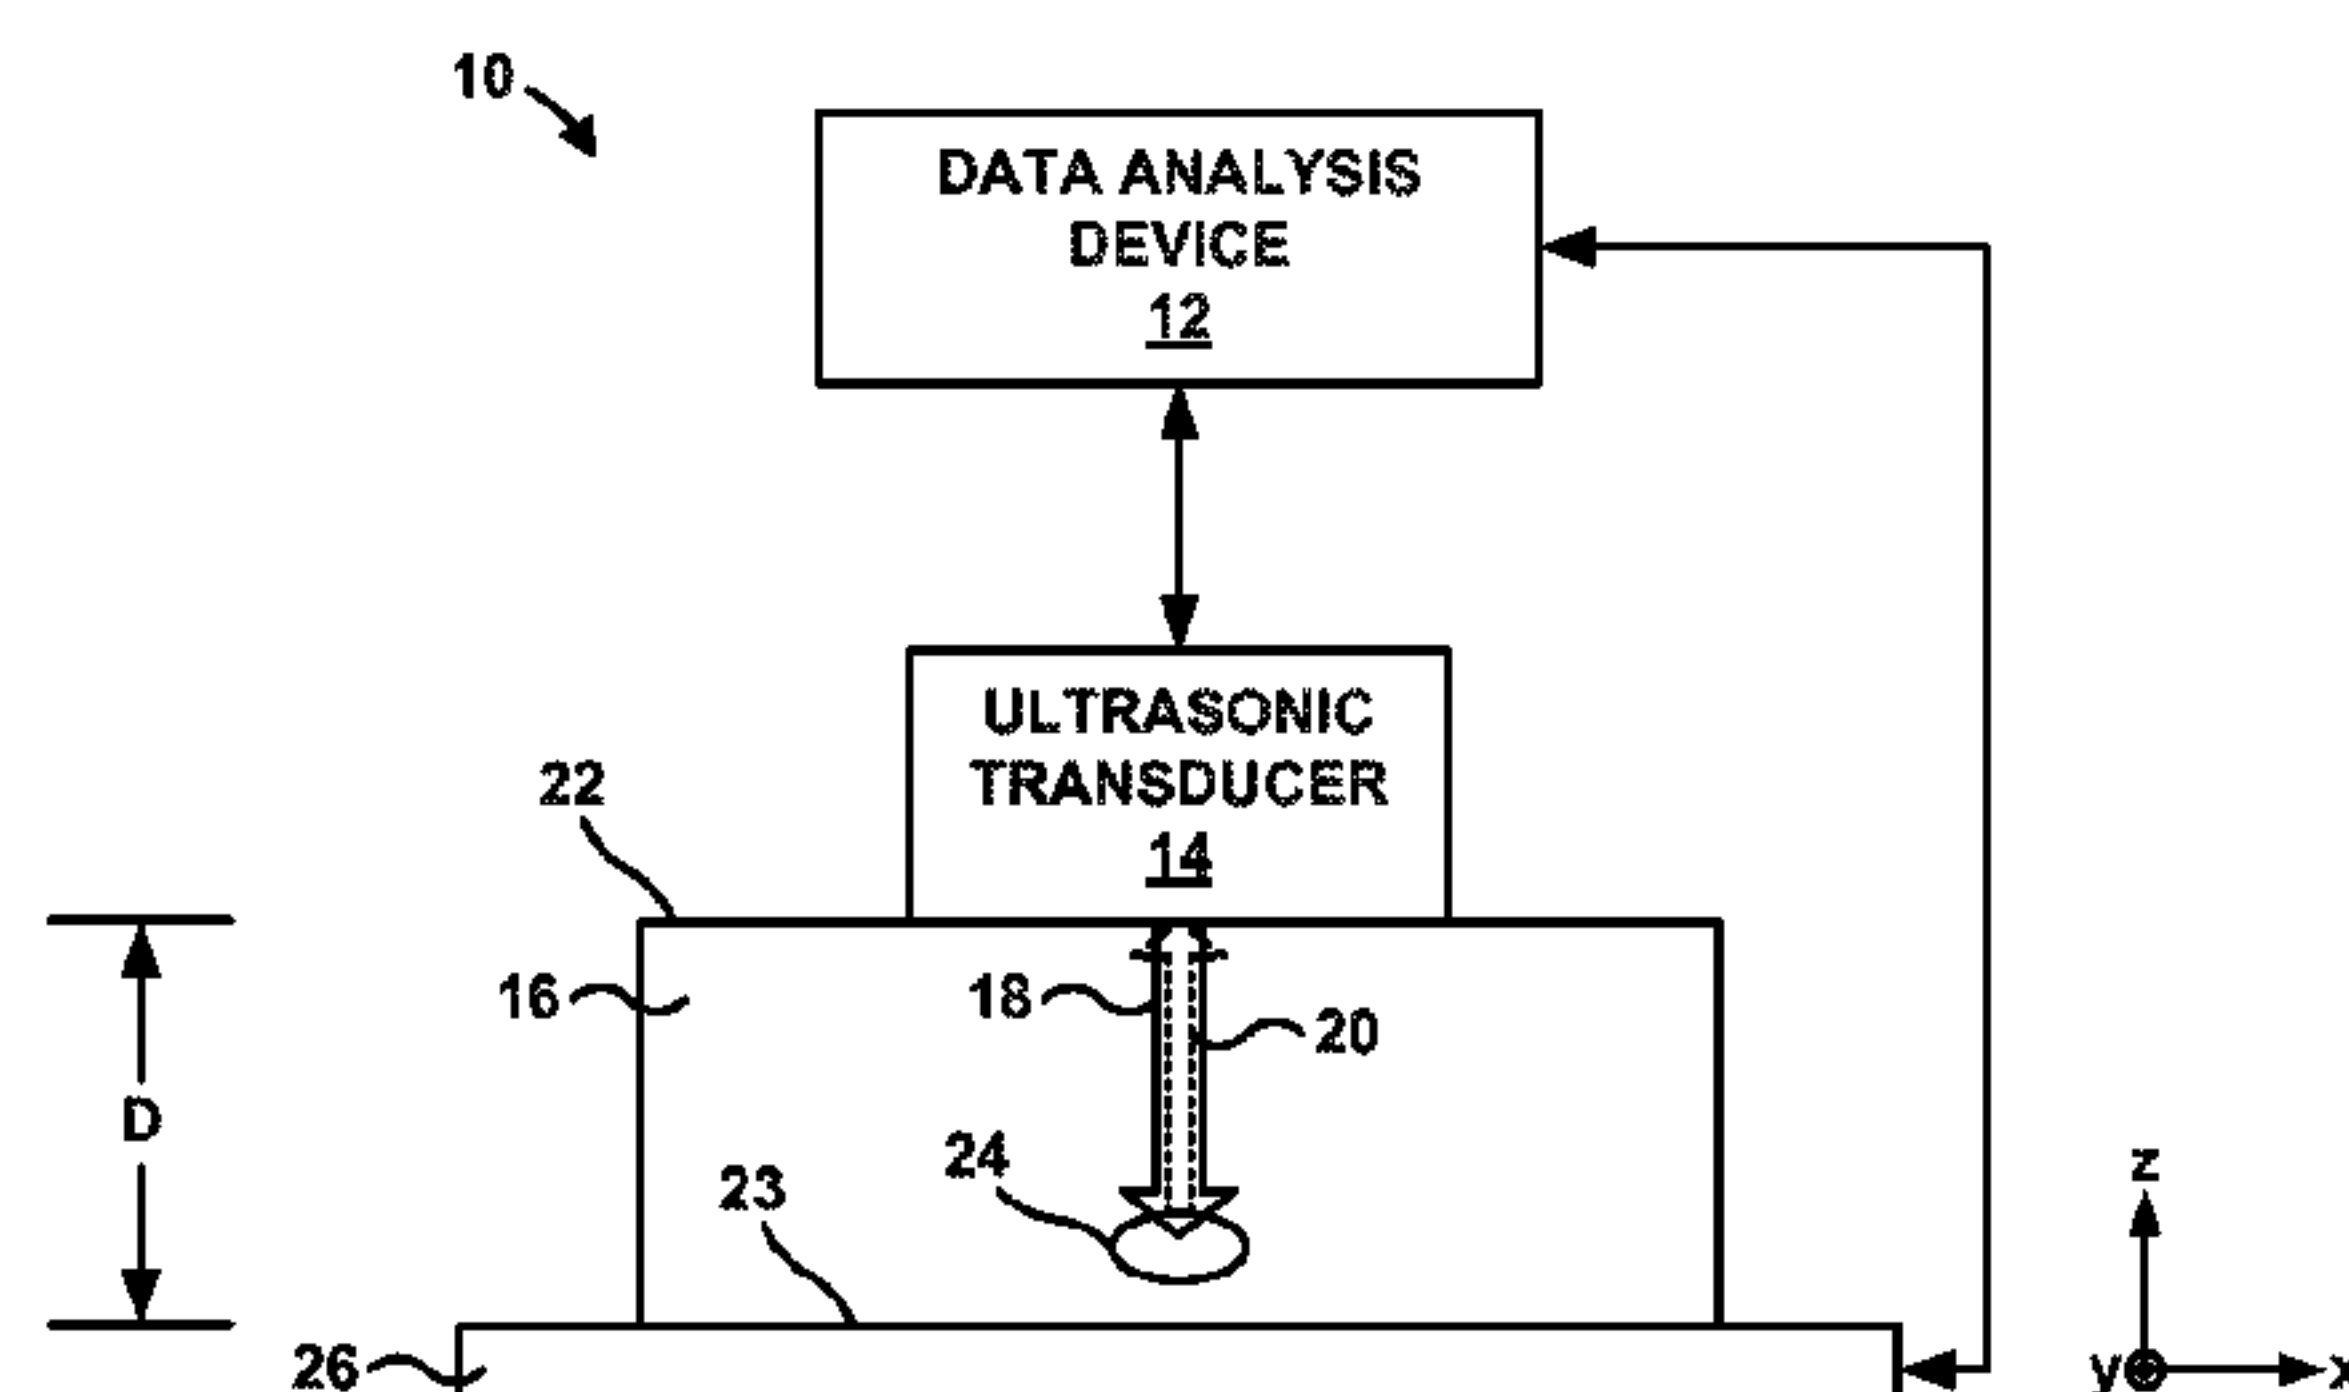 10
DATA ANALYSIS
DEVICE
12
ULTRASONIC
TRANSDUCER
14
22
16
18
20
D
24
23
z
26
y
x